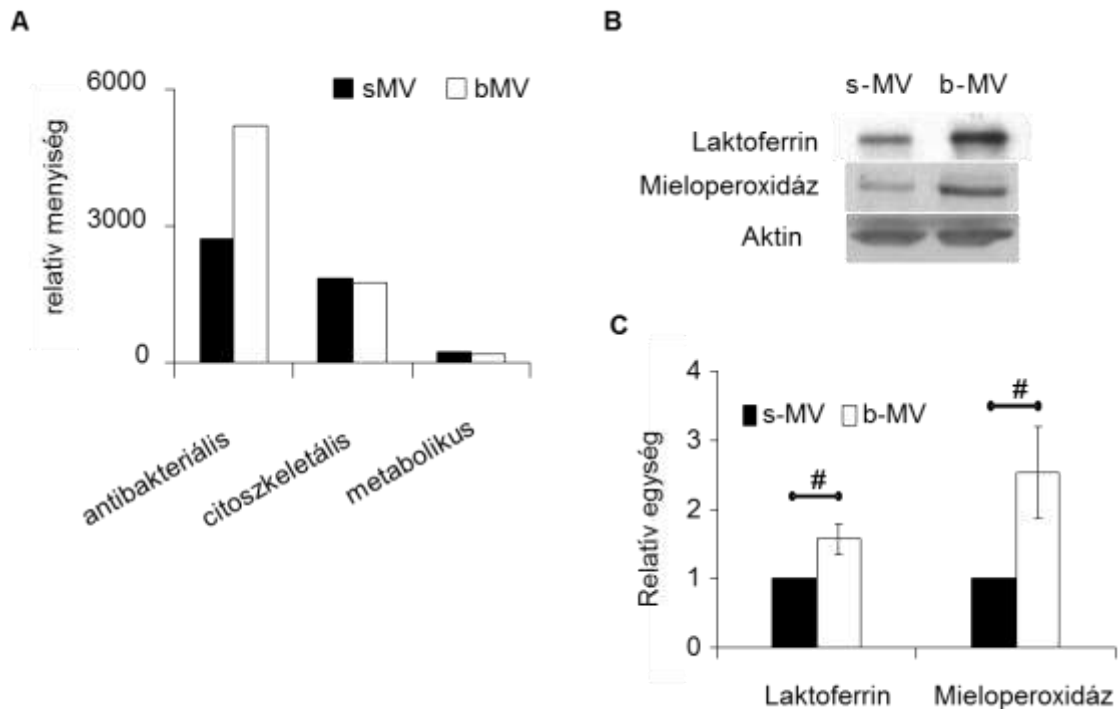 A
6000
sMV bMV
relatív menyiség
3000
0
antibakteriális
citoszkeletális
metabolikus
B
s-MV b-MV
Laktoferrin
Mieloperoxidáz
Aktin
C
4
#
s-MV b-MV
3
#
Relatív egység
2
1
0
Laktoferrin Mieloperoxidáz